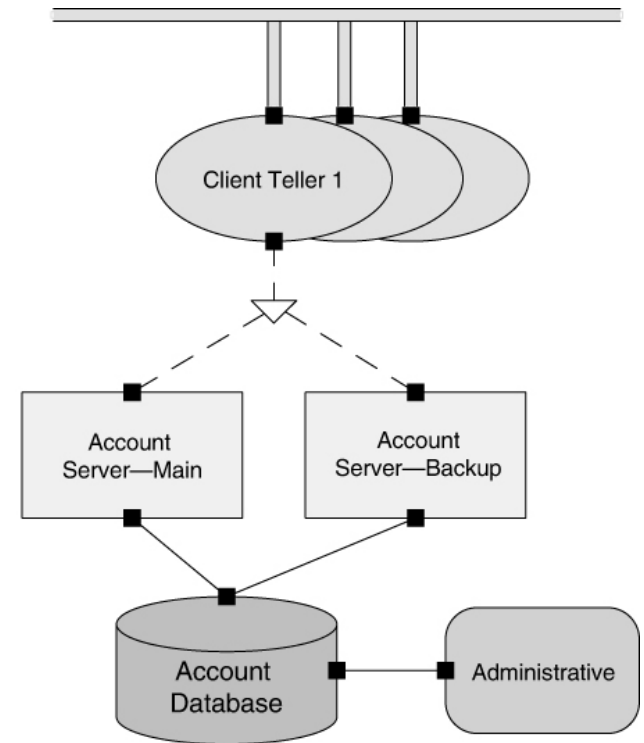 Client Teller 1
Account
Server—Main
Account
Server—Backup
Account
Database
Administrative